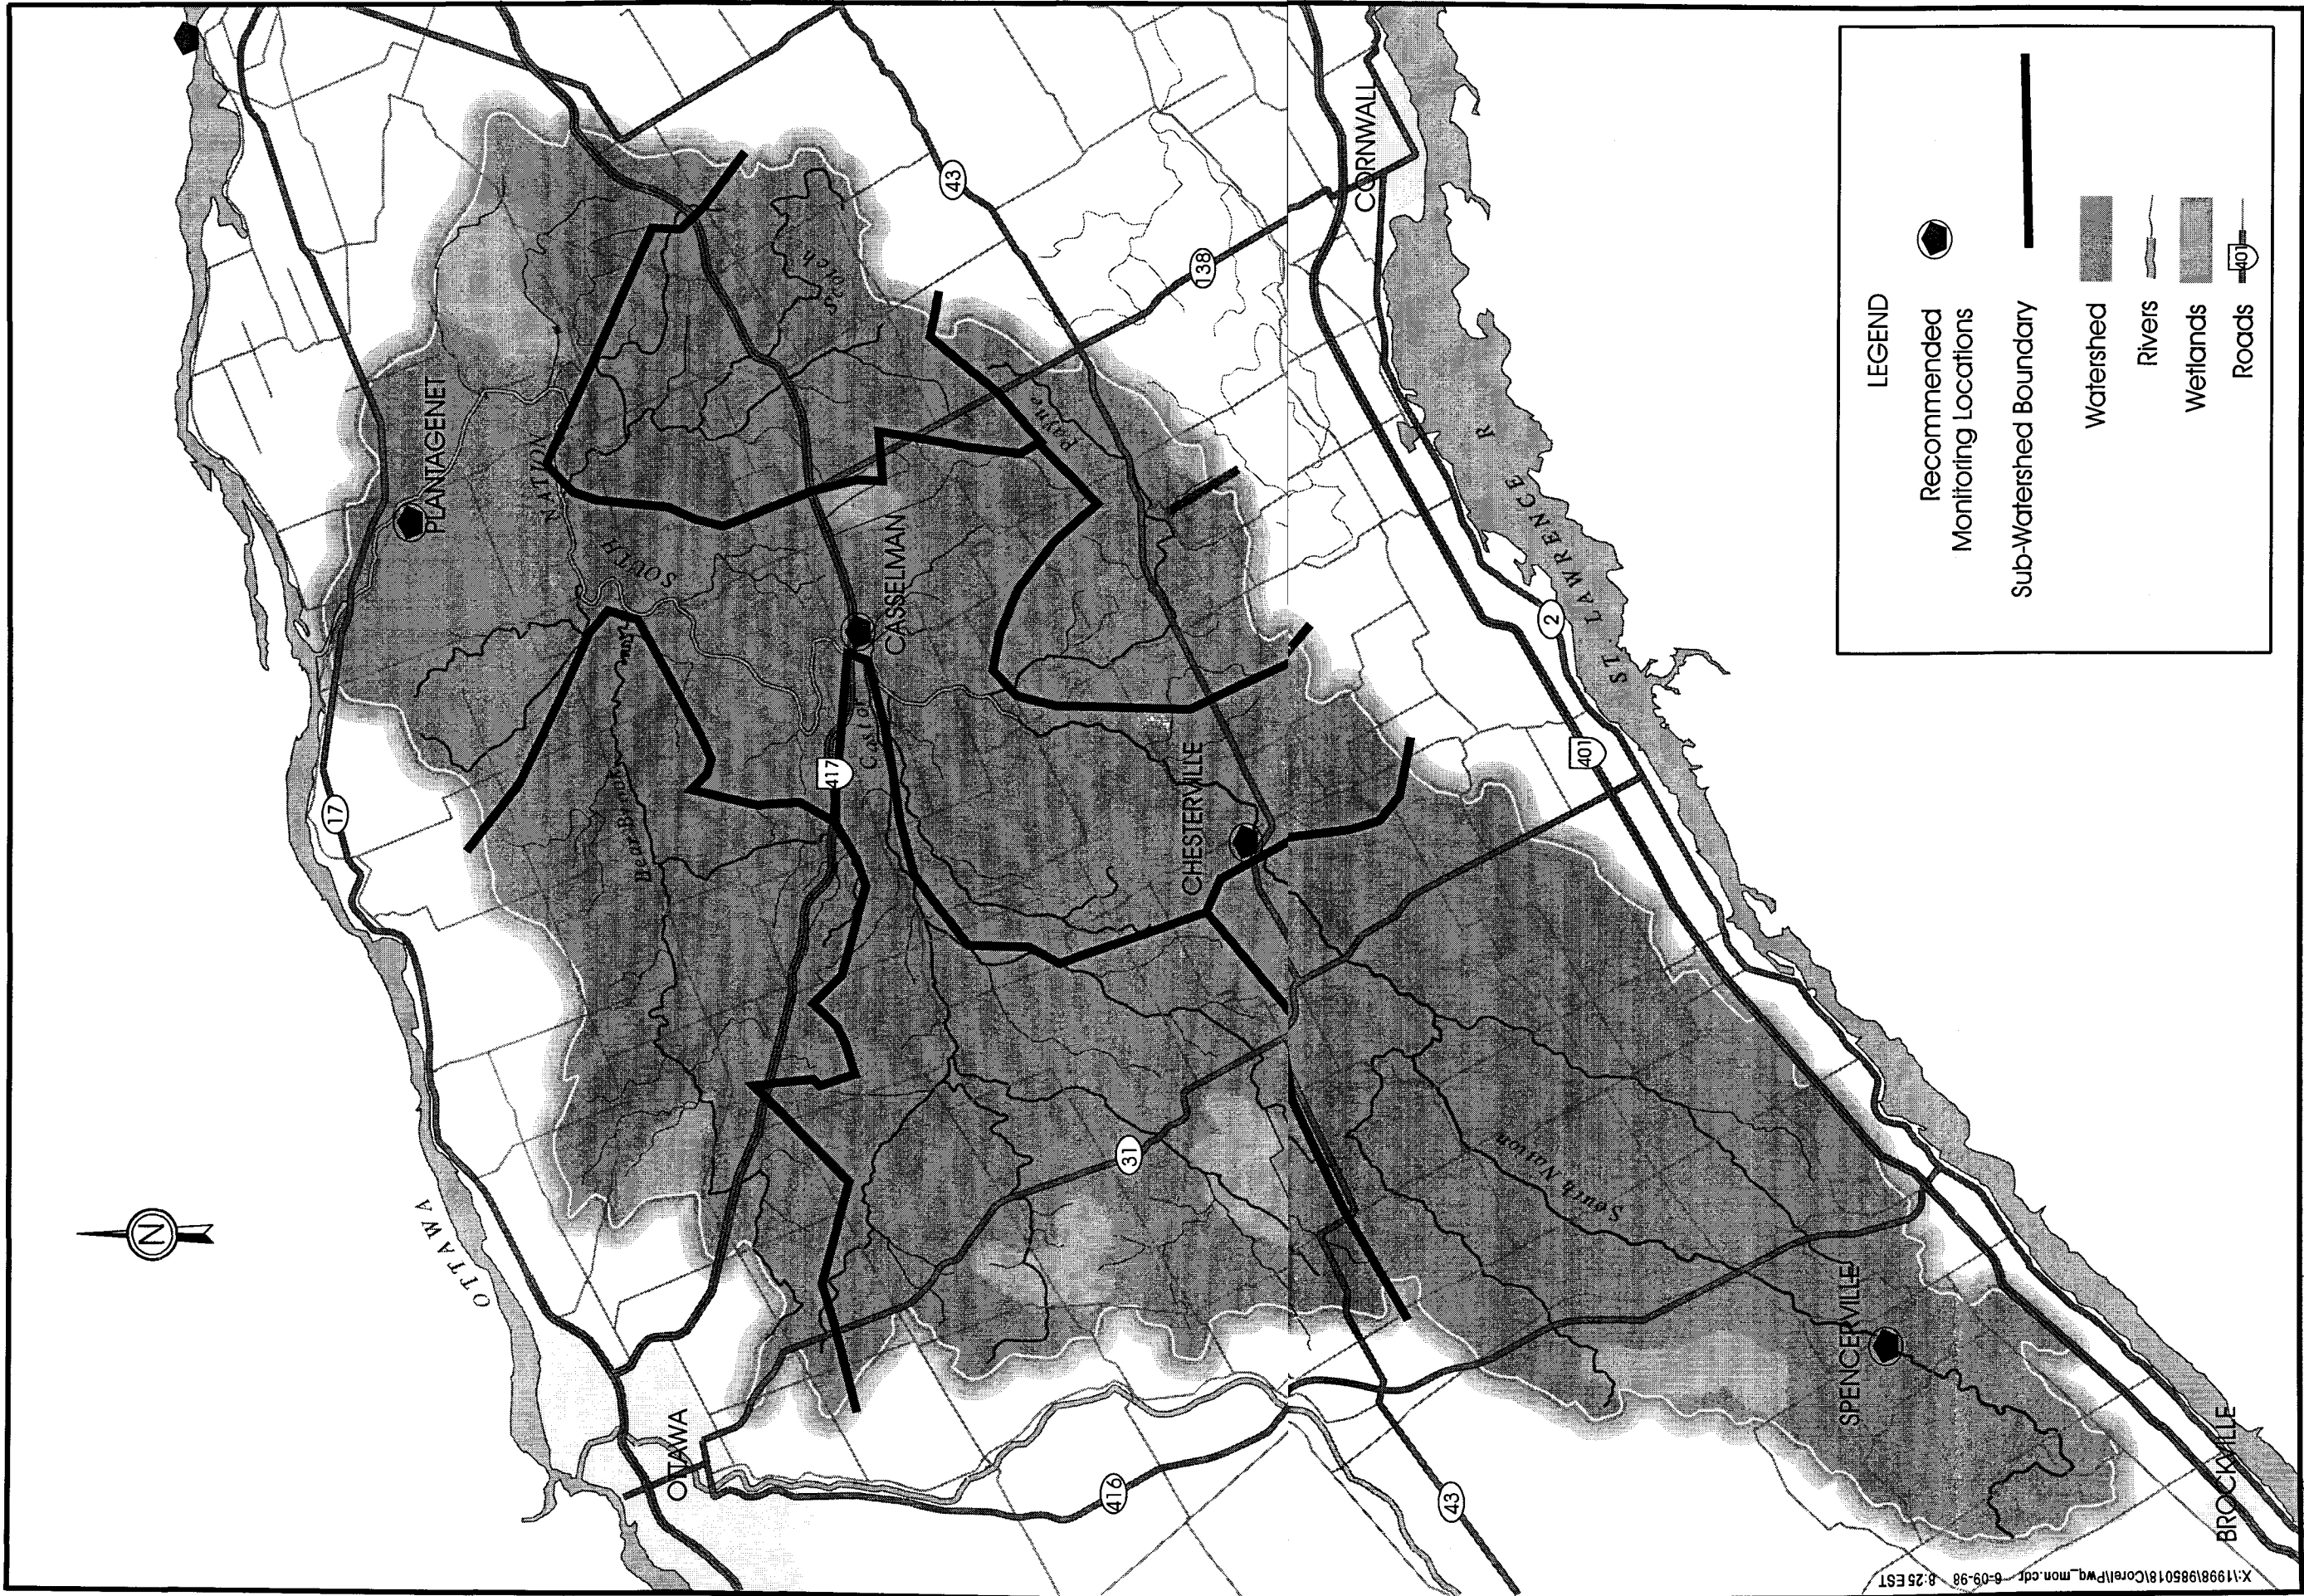 N
OTTAWA
OTTAWA
17
PLANTAGENET
SOUTH
NATION
Bear Brook
417
CASSELMAN
Scotch
Payne
43
138
CORNWALL
CHESTERVILLE
31
416
43
South Nation
SPENCERVILLE
BROCKVILLE
401
2
ST. LAWRENCE R
LEGEND
Recommended
Monitoring Locations
Sub-Watershed Boundary
Watershed
Rivers
Wetlands
Roads
401
X:\1998\985018\Corel\Pwq_mon.cdr 6-09-98 8:25 EST